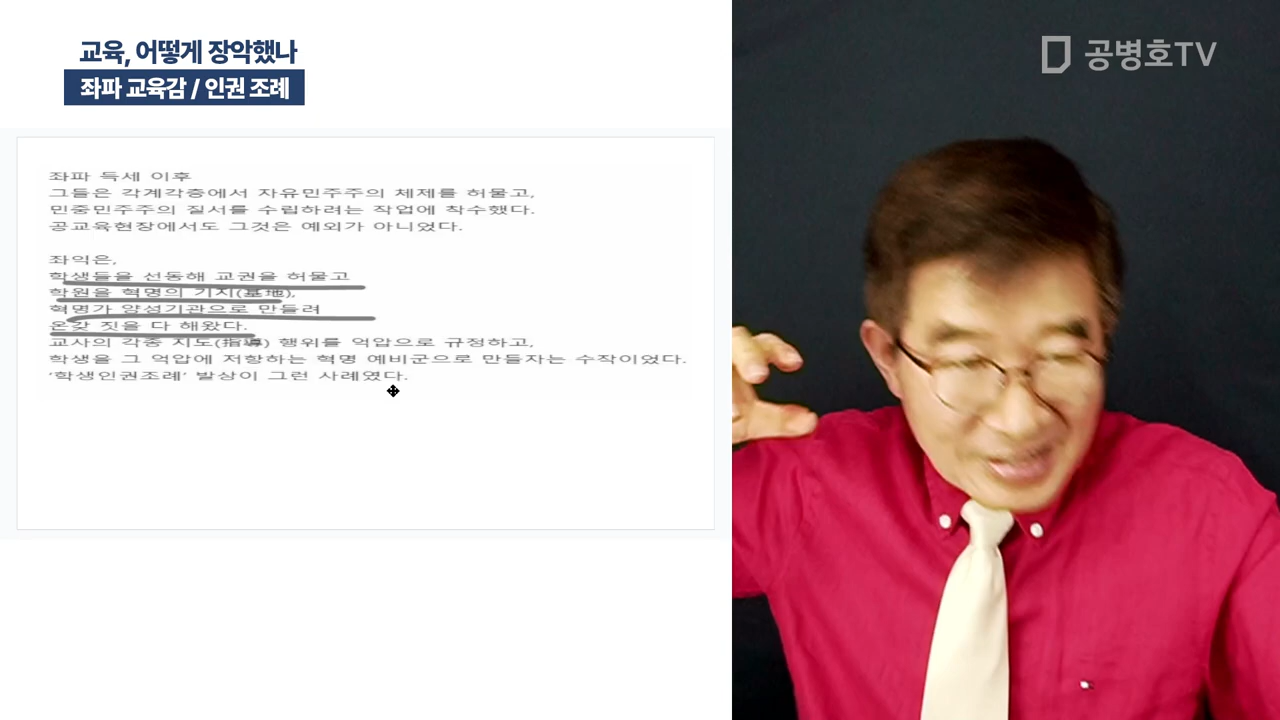 교육, 어떻게 장악했나
좌파 교육감 / 인권 조례
공병호TV
좌파 득세 이후
그들은 각계각층에서 자유민주주의 체제를 허물고,
민중민주주의 질서를 수립하려는 작업에 착수했다.
공교육현장에서도 그것은 예외가 아니었다.
좌익은,
학생들을 선동해 교권을 허물고
학원을 혁명의 기지(基地),
혁명가 양성기관으로 만들려
온갖 짓을 다 해왔다.
교사의 각종 지도(指導) 행위를 억압으로 규정하고,
학생을 그 억압에 저항하는 혁명 예비군으로 만들자는 수작이었다.
‘학생인권조례’ 발상이 그런 사례였다.